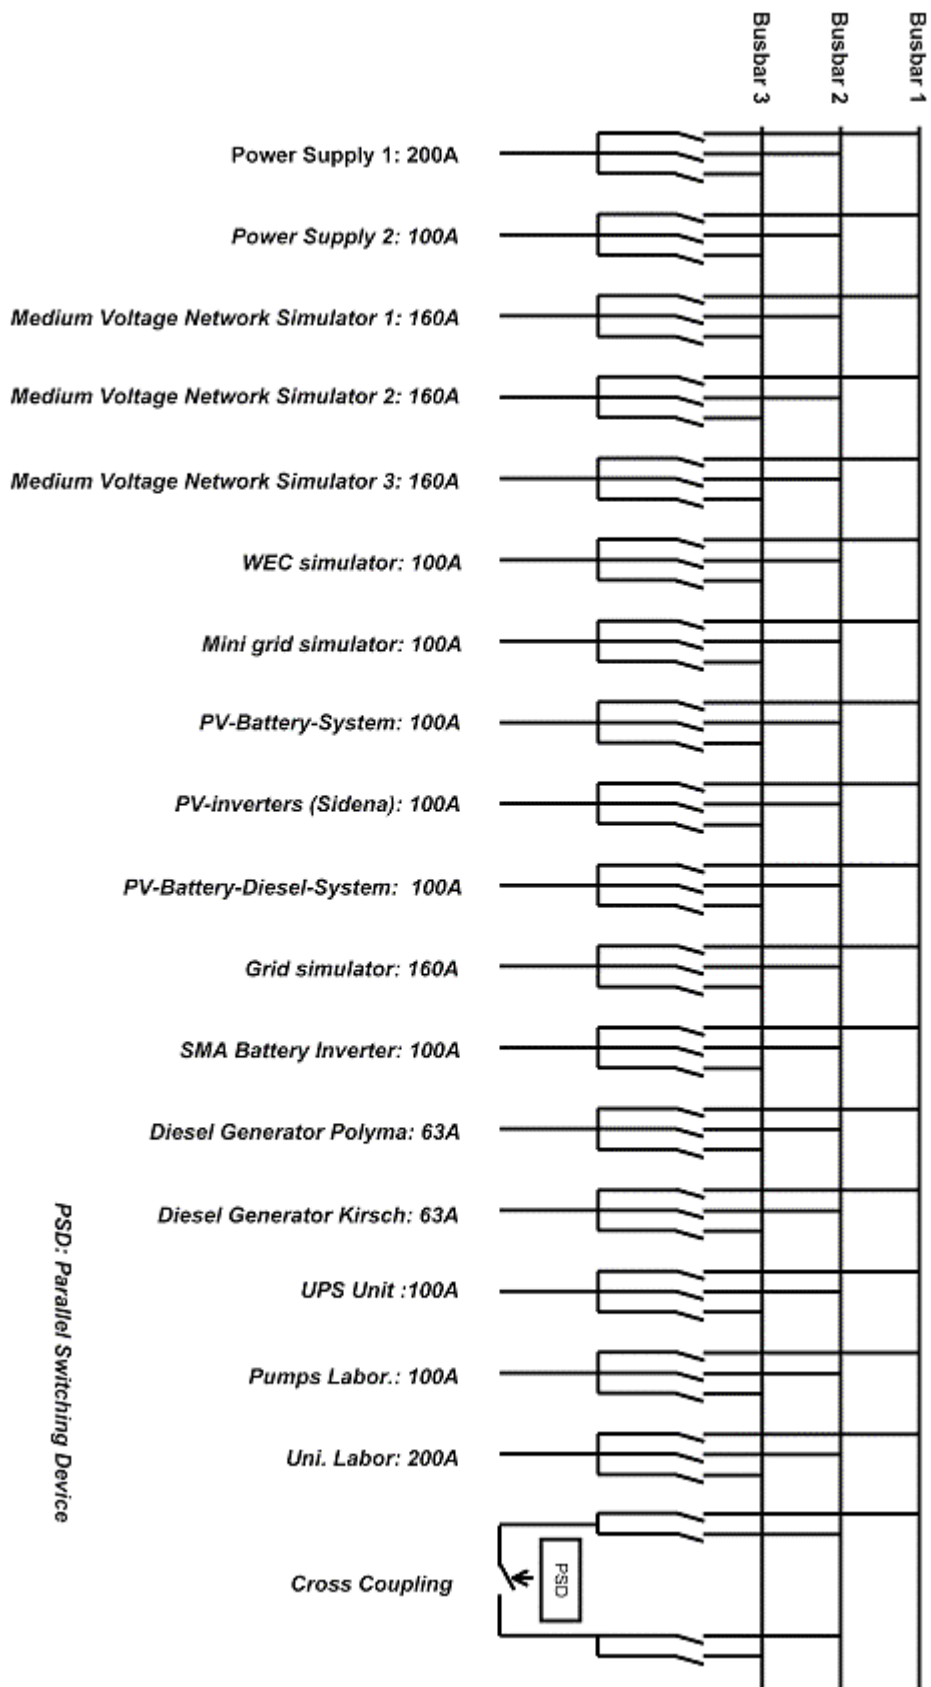 Busbar 3
Busbar 2
Busbar 1
Power Supply 1: 200A
Power Supply 2: 100A
Medium Voltage Network Simulator 1: 160A
Medium Voltage Network Simulator 2: 160A
Medium Voltage Network Simulator 3: 160A
WEC simulator: 100A
Mini grid simulator: 100A
PV-Battery-System: 100A
PV-inverters (Sidena): 100A
PV-Battery-Diesel-System: 100A
Grid simulator: 160A
SMA Battery Inverter: 100A
Diesel Generator Polyma: 63A
Diesel Generator Kirsch: 63A
UPS Unit :100A
Pumps Labor.: 100A
Uni. Labor: 200A
Cross Coupling
PSD
PSD: Parallel Switching Device